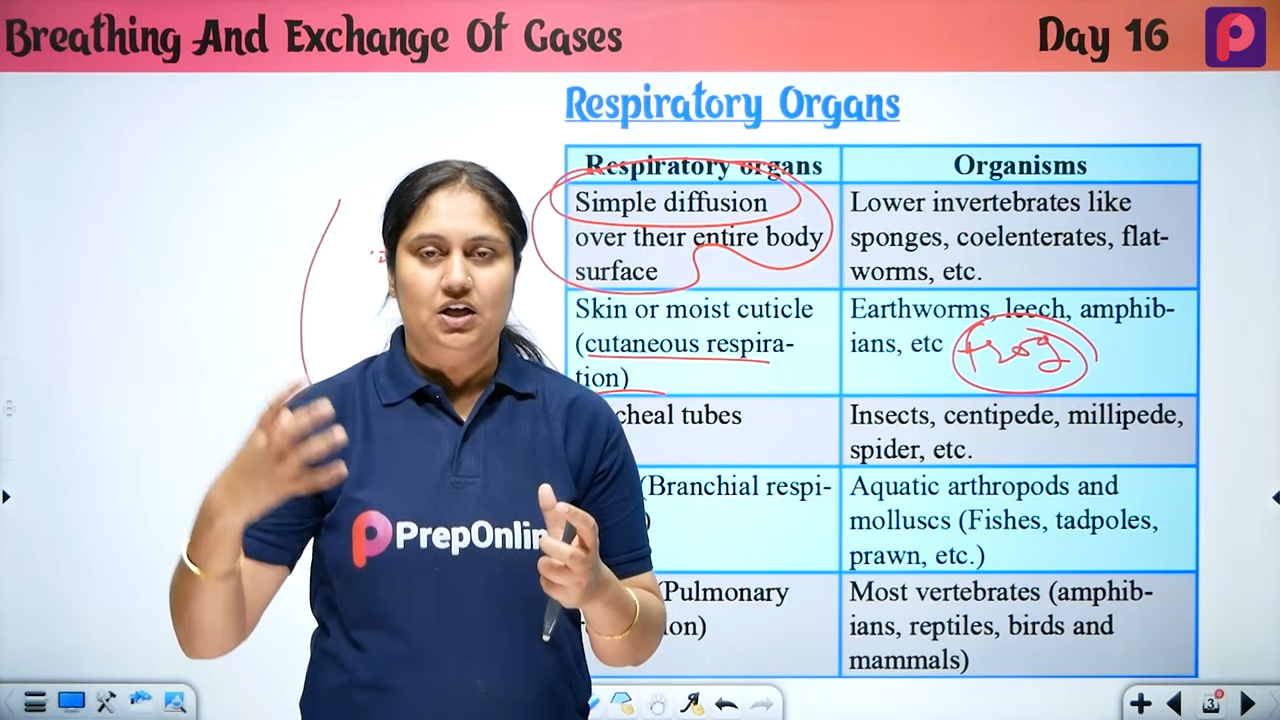 Breathing And Exchange Of Gases
Day 16
Respiratory Organs
Respiratory organs
Organisms
Simple diffusion
over their entire body
surface
Lower invertebrates like
sponges, coelenterates, flat-
worms, etc.
Skin or moist cuticle
(cutaneous respira-
tion)
Earthworms, leech, amphib-
ians, etc
frog
cheal tubes
Insects, centipede, millipede,
spider, etc.
(Branchial respi-
)
Aquatic arthropods and
molluscs (Fishes, tadpoles,
prawn, etc.)
(Pulmonary
ion)
Most vertebrates (amphib-
ians, reptiles, birds and
mammals)
PrepOnlin
3